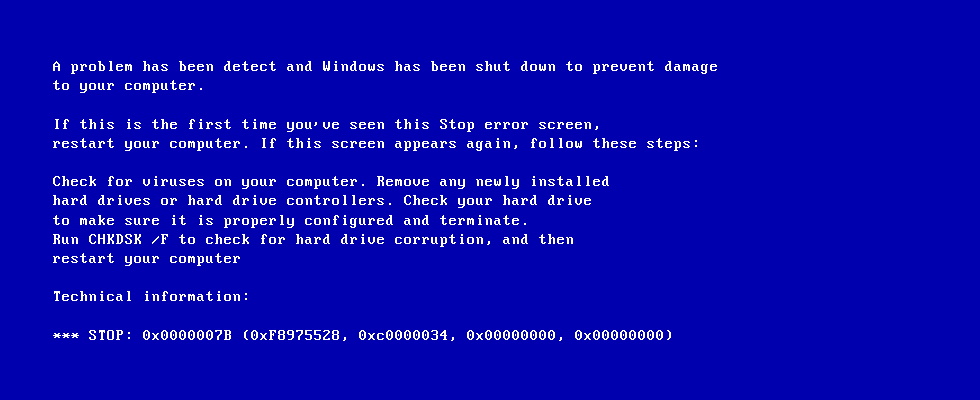 A problem has been detect and Windows has been shut down to prevent damage
to your computer.
If this is the first time you've seen this Stop error screen,
restart your computer. If this screen appears again, follow these steps:
Check for viruses on your computer. Remove any newly installed
hard drives or hard drive controllers. Check your hard drive
to make sure it is properly configured and terminate.
Run CHKDSK /F to check for hard drive corruption, and then
restart your computer
Technical information:
*** STOP: 0x0000007B (0xF8975528, 0xc0000034, 0x00000000, 0x00000000)